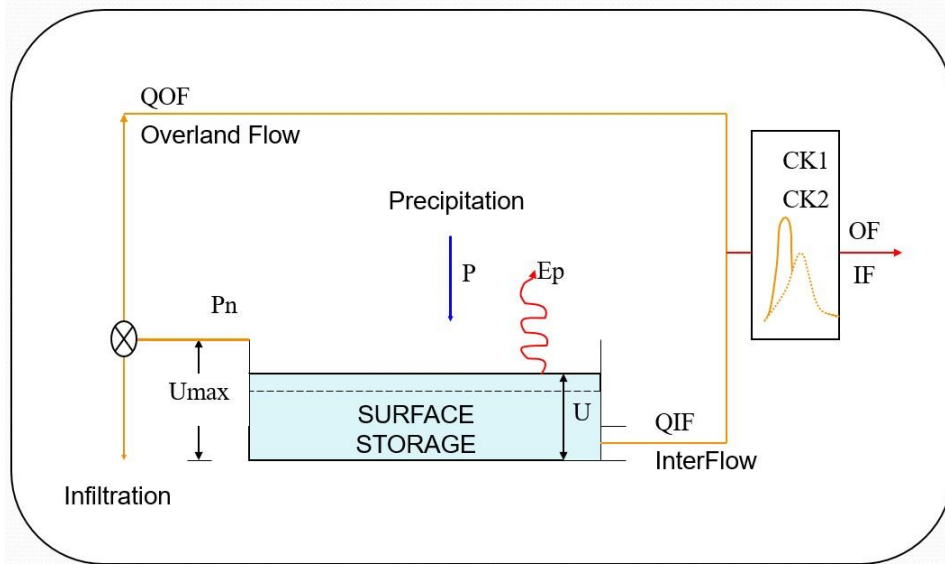 QOF
Overland Flow
Precipitation
P
Ep
CK1
CK2
OF
IF
Pn
Umax
U
SURFACE
STORAGE
QIF
InterFlow
Infiltration